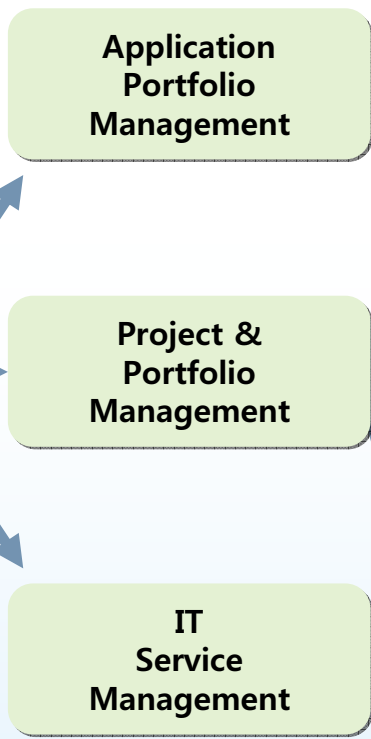 Application
Portfolio
Management
Project &
Portfolio
Management
IT
Service
Management